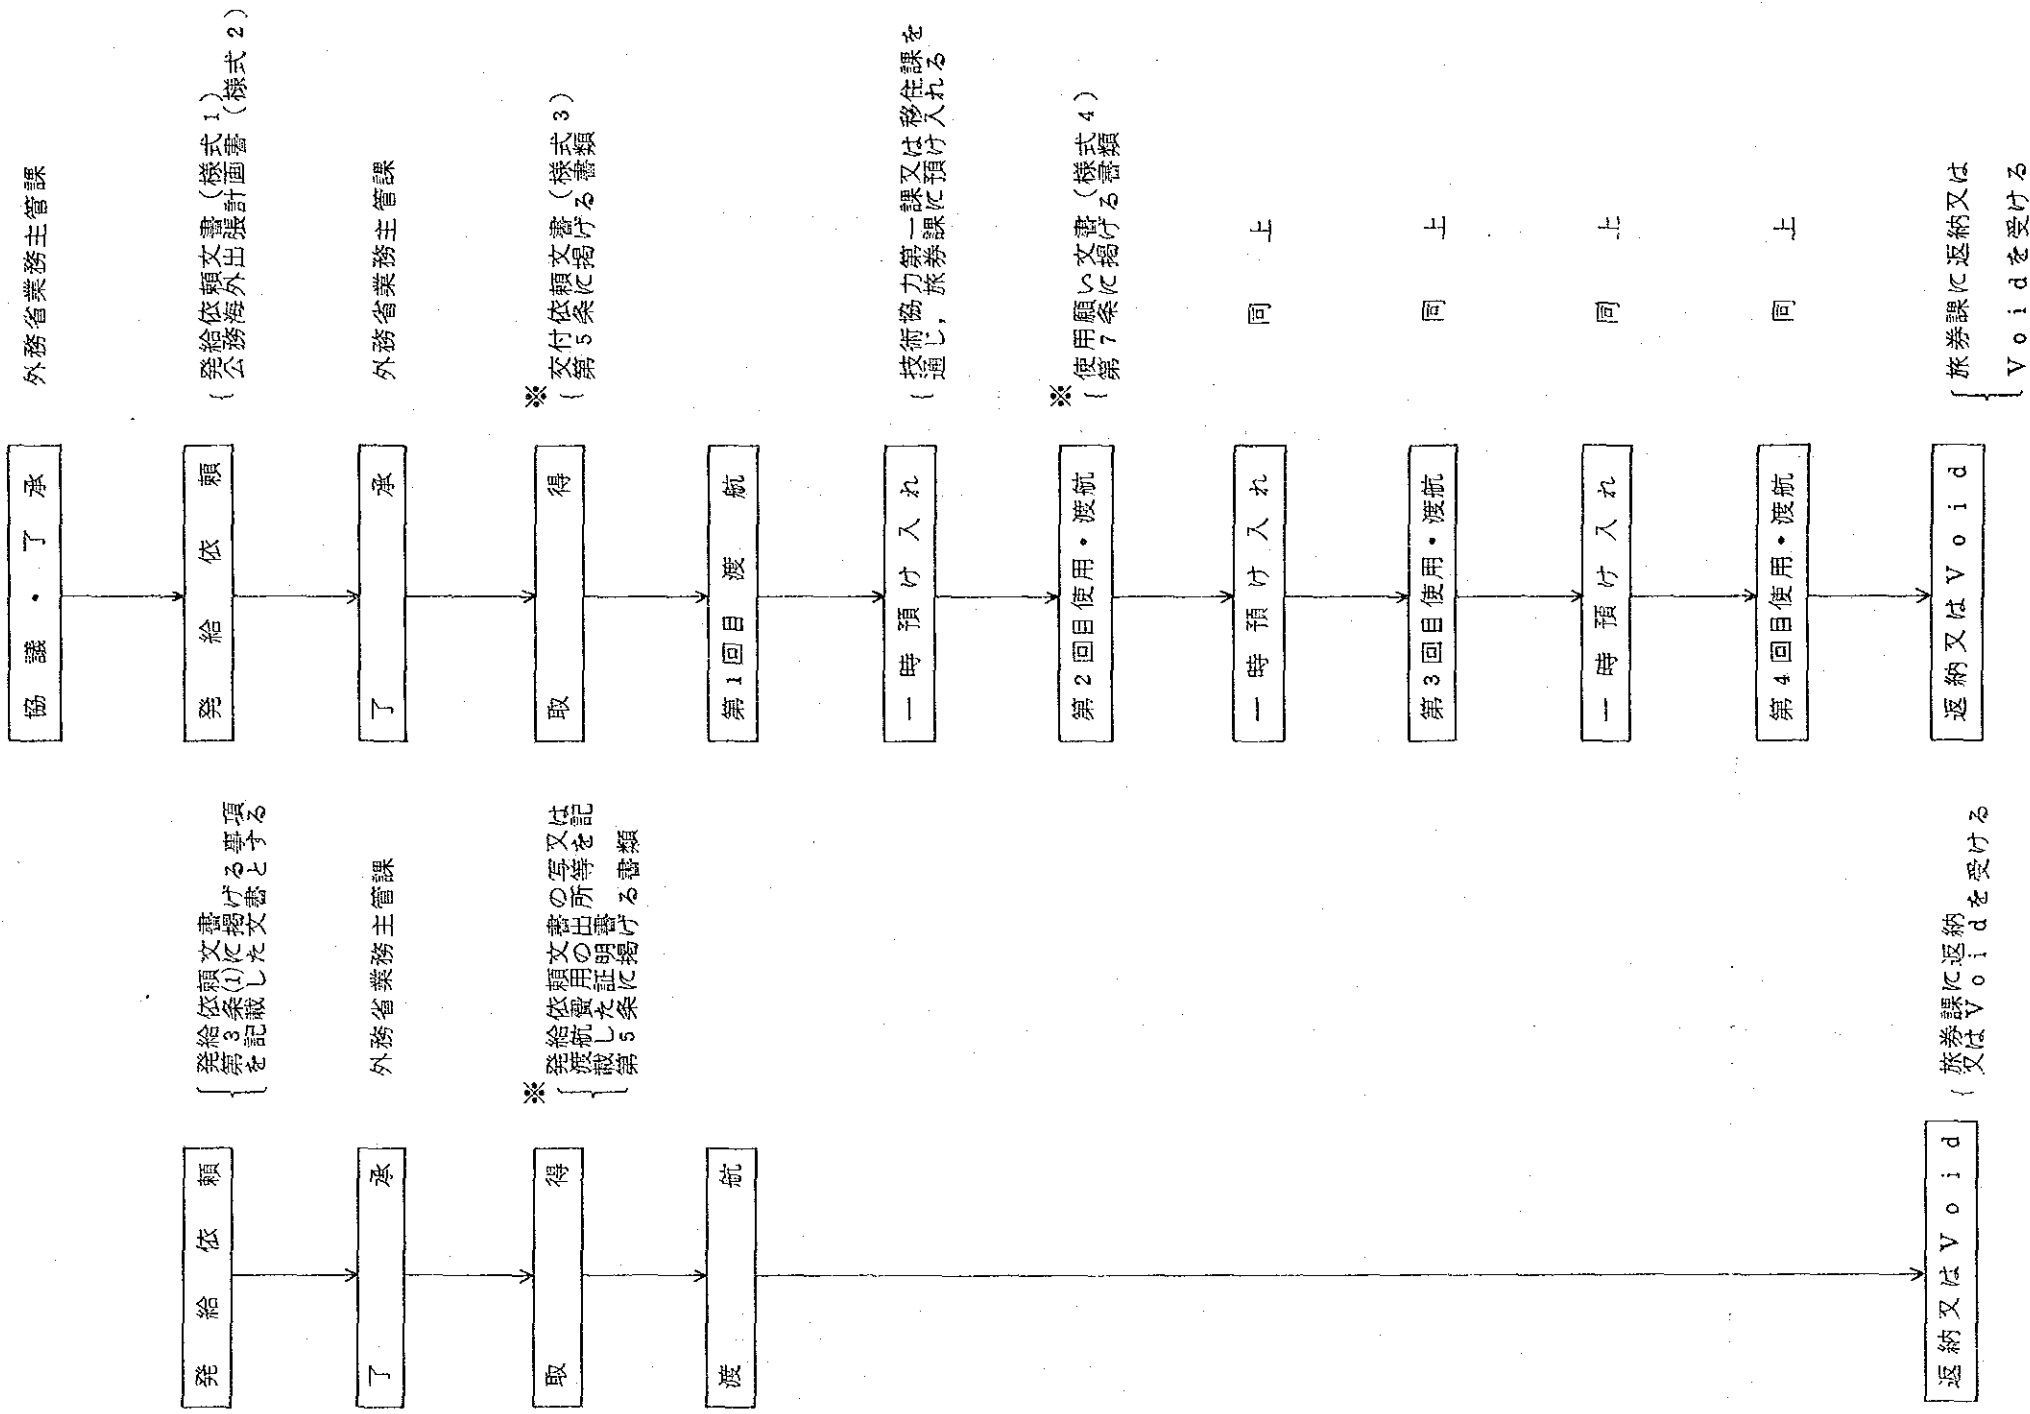 発給依頼
発給依頼文書
第3条(1)に掲げる事項
を記載した文書とする
了承
外務省業務主管課
取得
※
発給依頼文書の写又は
渡航費用の出所等を記
載した証明書
第5条に掲げる書類
渡航
返納又はVoid
旅券課に返納
又はVoidを受ける
協議・了承
外務省業務主管課
発給依頼
発給依頼文書(様式1)
公務海外出張計画書(様式2)
了承
外務省業務主管課
取得
※
交付依頼文書(様式3)
第5条に掲げる書類
第1回目渡航
一時預け入れ
技術協力第一課又は移住課を
通し,旅券課に預け入れる
第2回目使用・渡航
※
使用願い文書(様式4)
第7条に掲げる書類
一時預け入れ
同上
第3回目使用・渡航
同上
一時預け入れ
同上
第4回目使用・渡航
同上
返納又はVoid
旅券課に返納又は
Voidを受ける